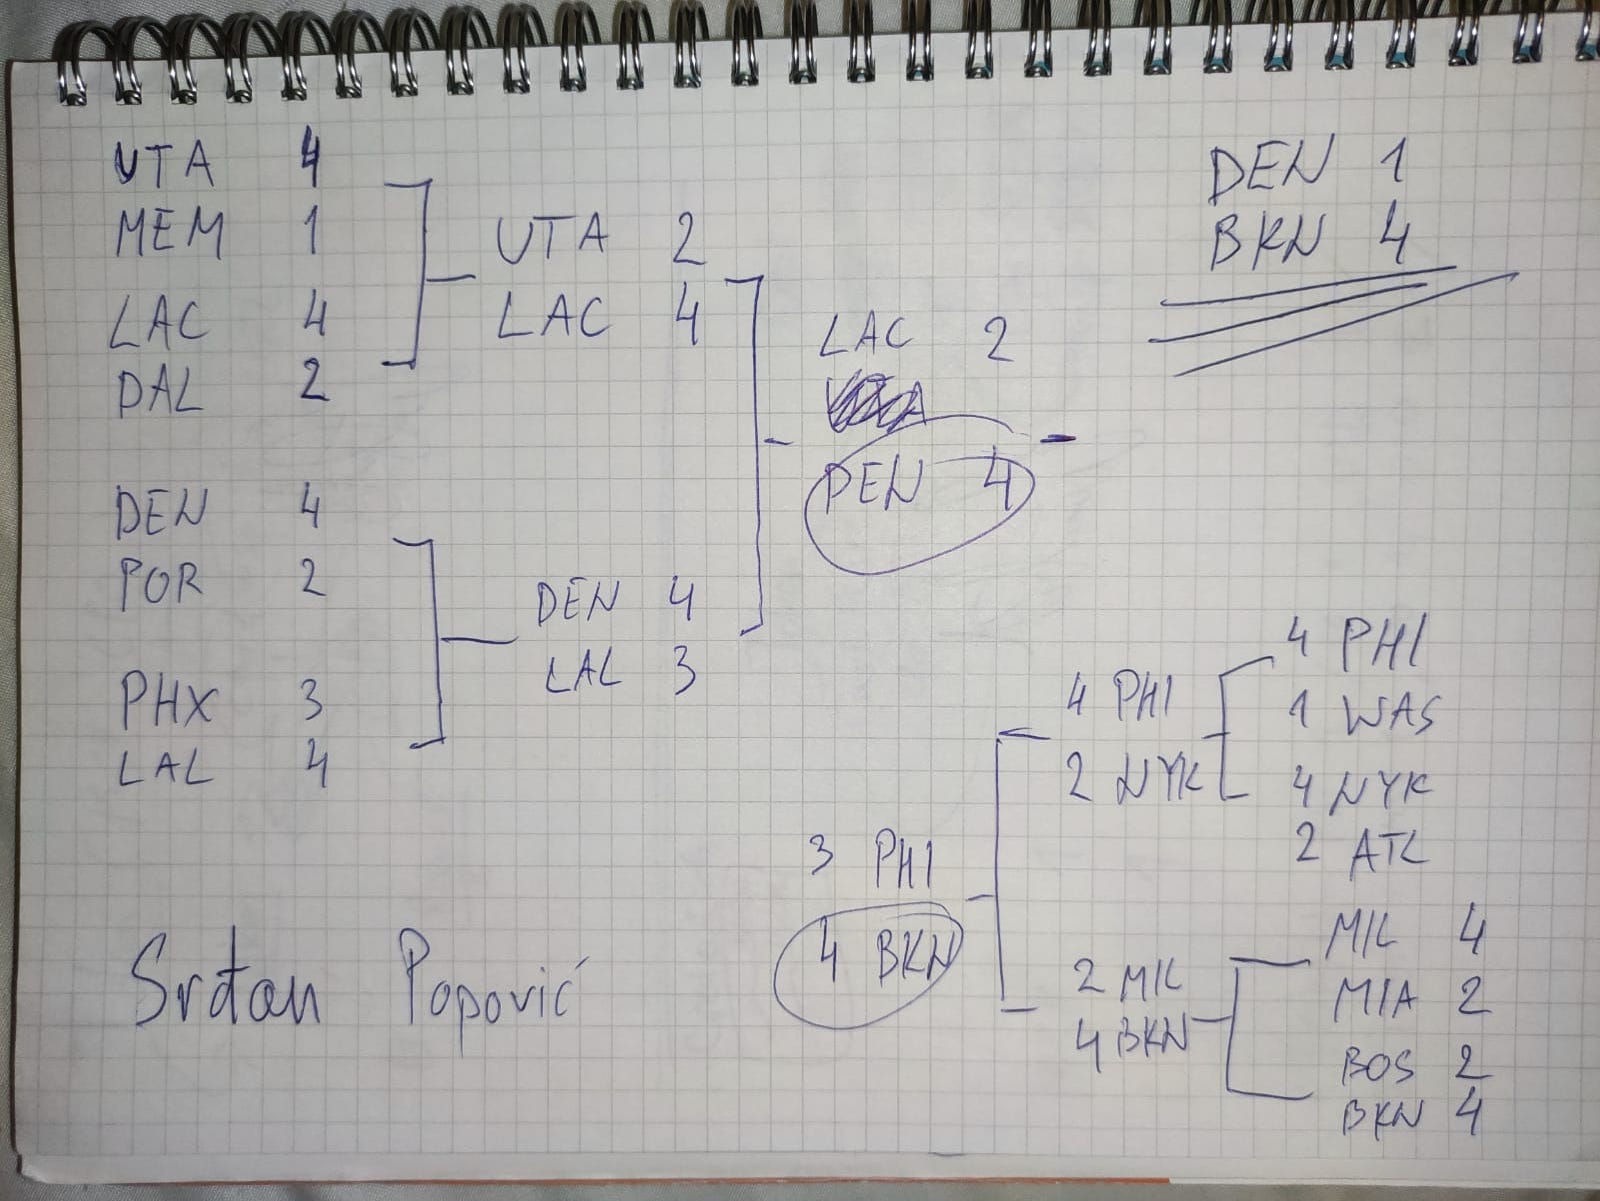 UTA 4
MEM 1
LAC 4
DAL 2
DEN 4
POR 2
PHX 3
LAL 4
UTA 2
LAC 4
DEN 4
LAL 3
LAC 2
DEN 4
DEN 1
BKN 4
4 PHI
1 WAS
4 NYK
2 ATL
MIL 4
MIA 2
BOS 2
BKN 4
4 PHI
2 NYK
2 MIL
4 BKN
3 PHI
4 BKN
Srđan Popović